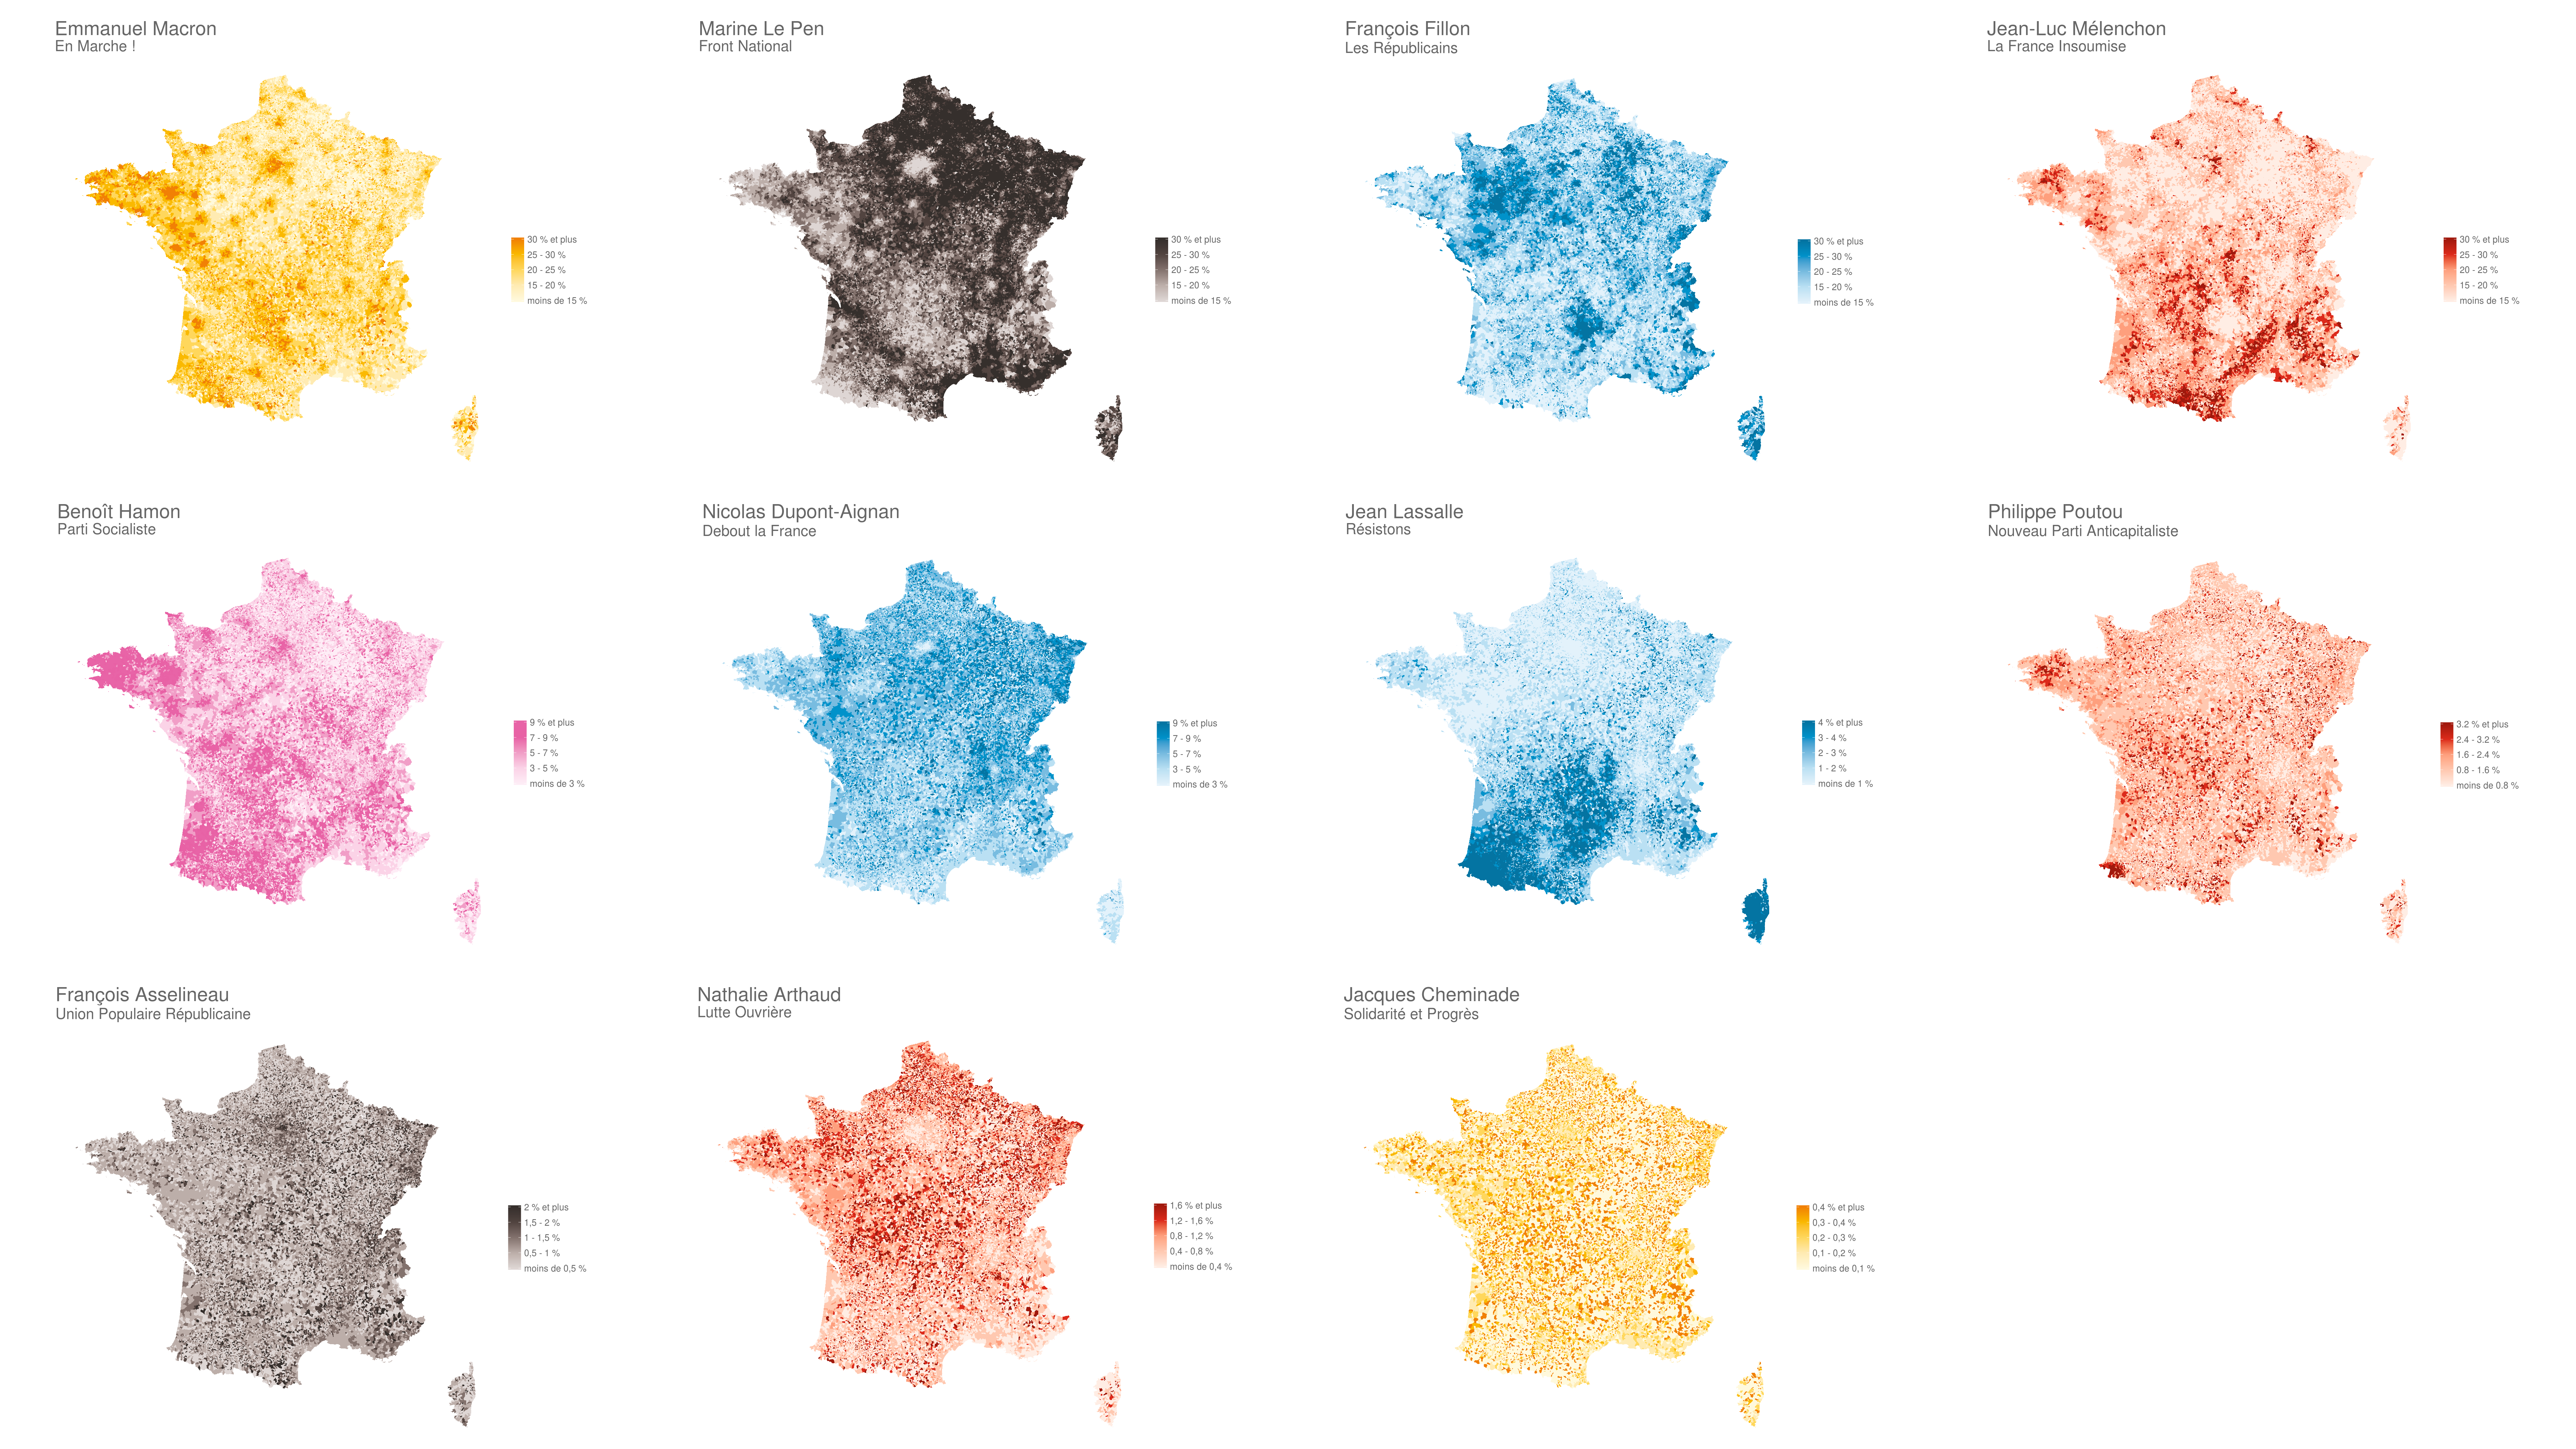 Emmanuel Macron
En Marche !
30 % et plus
25 - 30 %
20 - 25 %
15 - 20 %
moins de 15 %
Marine Le Pen
Front National
30 % et plus
25 - 30 %
20 - 25 %
15 - 20 %
moins de 15 %
François Fillon
Les Républicains
30 % et plus
25 - 30 %
20 - 25 %
15 - 20 %
moins de 15 %
Jean-Luc Mélenchon
La France Insoumise
30 % et plus
25 - 30 %
20 - 25 %
15 - 20 %
moins de 15 %
Benoît Hamon
Parti Socialiste
9 % et plus
7 - 9 %
5 - 7 %
3 - 5 %
moins de 3 %
Nicolas Dupont-Aignan
Debout la France
9 % et plus
7 - 9 %
5 - 7 %
3 - 5 %
moins de 3 %
Jean Lassalle
Résistons
4 % et plus
3 - 4 %
2 - 3 %
1 - 2 %
moins de 1 %
Philippe Poutou
Nouveau Parti Anticapitaliste
3.2 % et plus
2.4 - 3.2 %
1.6 - 2.4 %
0.8 - 1.6 %
moins de 0.8 %
François Asselineau
Union Populaire Républicaine
2 % et plus
1,5 - 2 %
1 - 1,5 %
0,5 - 1 %
moins de 0,5 %
Nathalie Arthaud
Lutte Ouvrière
1,6 % et plus
1,2 - 1,6 %
0,8 - 1,2 %
0,4 - 0,8 %
moins de 0,4 %
Jacques Cheminade
Solidarité et Progrès
0,4 % et plus
0,3 - 0,4 %
0,2 - 0,3 %
0,1 - 0,2 %
moins de 0,1 %